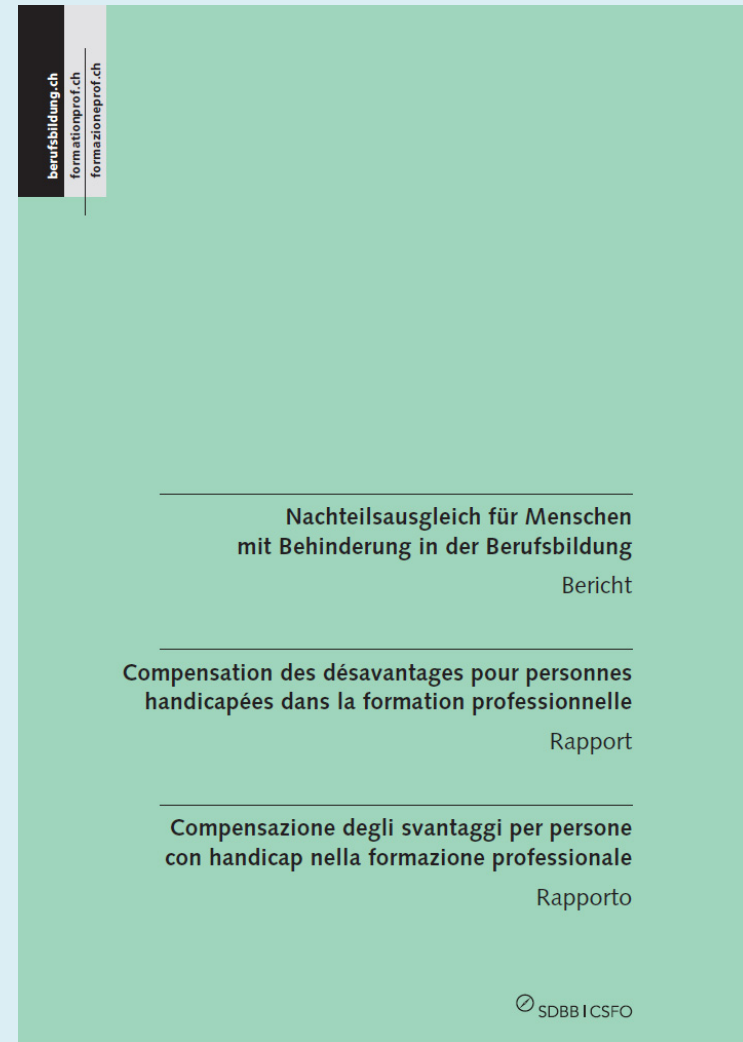 berufsbildung.ch
formationprof.ch
formazioneprof.ch
Nachteilsausgleich für Menschen
mit Behinderung in der Berufsbildung
Bericht
Compensation des désavantages pour personnes
handicapées dans la formation professionnelle
Rapport
Compensazione degli svantaggi per persone
con handicap nella formazione professionale
Rapporto
SDBB I CSFO